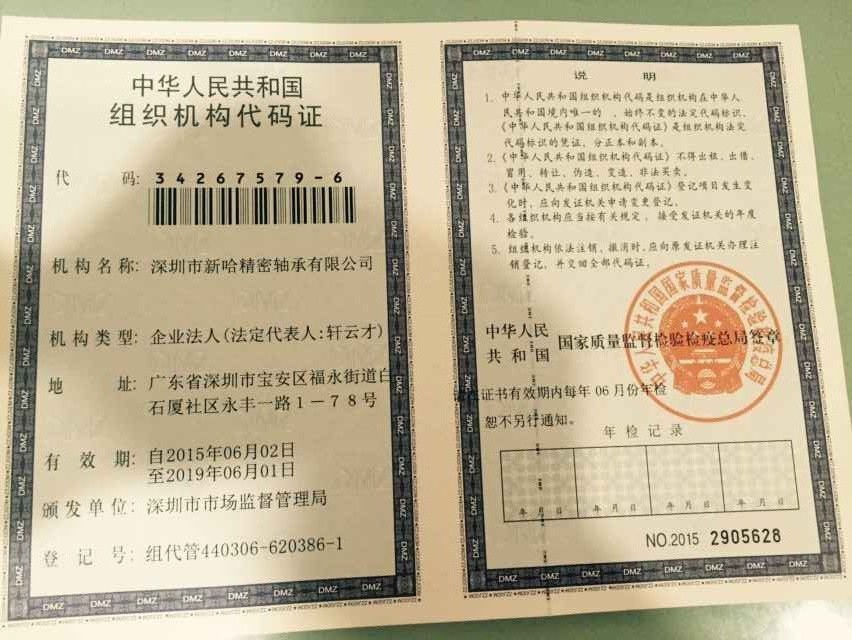 中华人民共和国
组织机构代码证
代 码: 34267579-6
机构名称: 深圳市新哈精密轴承有限公司
机构类型: 企业法人(法定代表人:轩云才)
地 址: 广东省深圳市宝安区福永街道白
石厦社区永丰一路1-78号
有 效 期: 自2015年06月02日
至2019年06月01日
颁发单位: 深圳市市场监督管理局
登 记 号: 组代管440306-620386-1
说 明
1. 中华人民共和国组织机构代码是组织机构在中华人
民共和国境内唯一的、始终不变的法定代码标识,
《中华人民共和国组织机构代码证》是组织机构法定
代码标识的凭证,分正本和副本。
2.《中华人民共和国组织机构代码证》不得出租、出借、
冒用、转让、伪造、变造、非法买卖。
3.《中华人民共和国组织机构代码证》登记项目发生变
化时,应向发证机关申请变更登记。
4. 各组织机构应当按有关规定,接受发证机关的年度
检验。
5. 组织机构依法注销、撤消时,应向原发证机关办理注
销登记,并交回全部代码证。
中华人民
共和国 国家质量监督检验检疫总局签章
中华人民共和国国家质量监督检验检疫总局
证书有效期内每年06月份年检
恕不另行通知。
年检记录
年 月 日 年 月 日 年 月 日 年 月 日
NO.2015 2905628